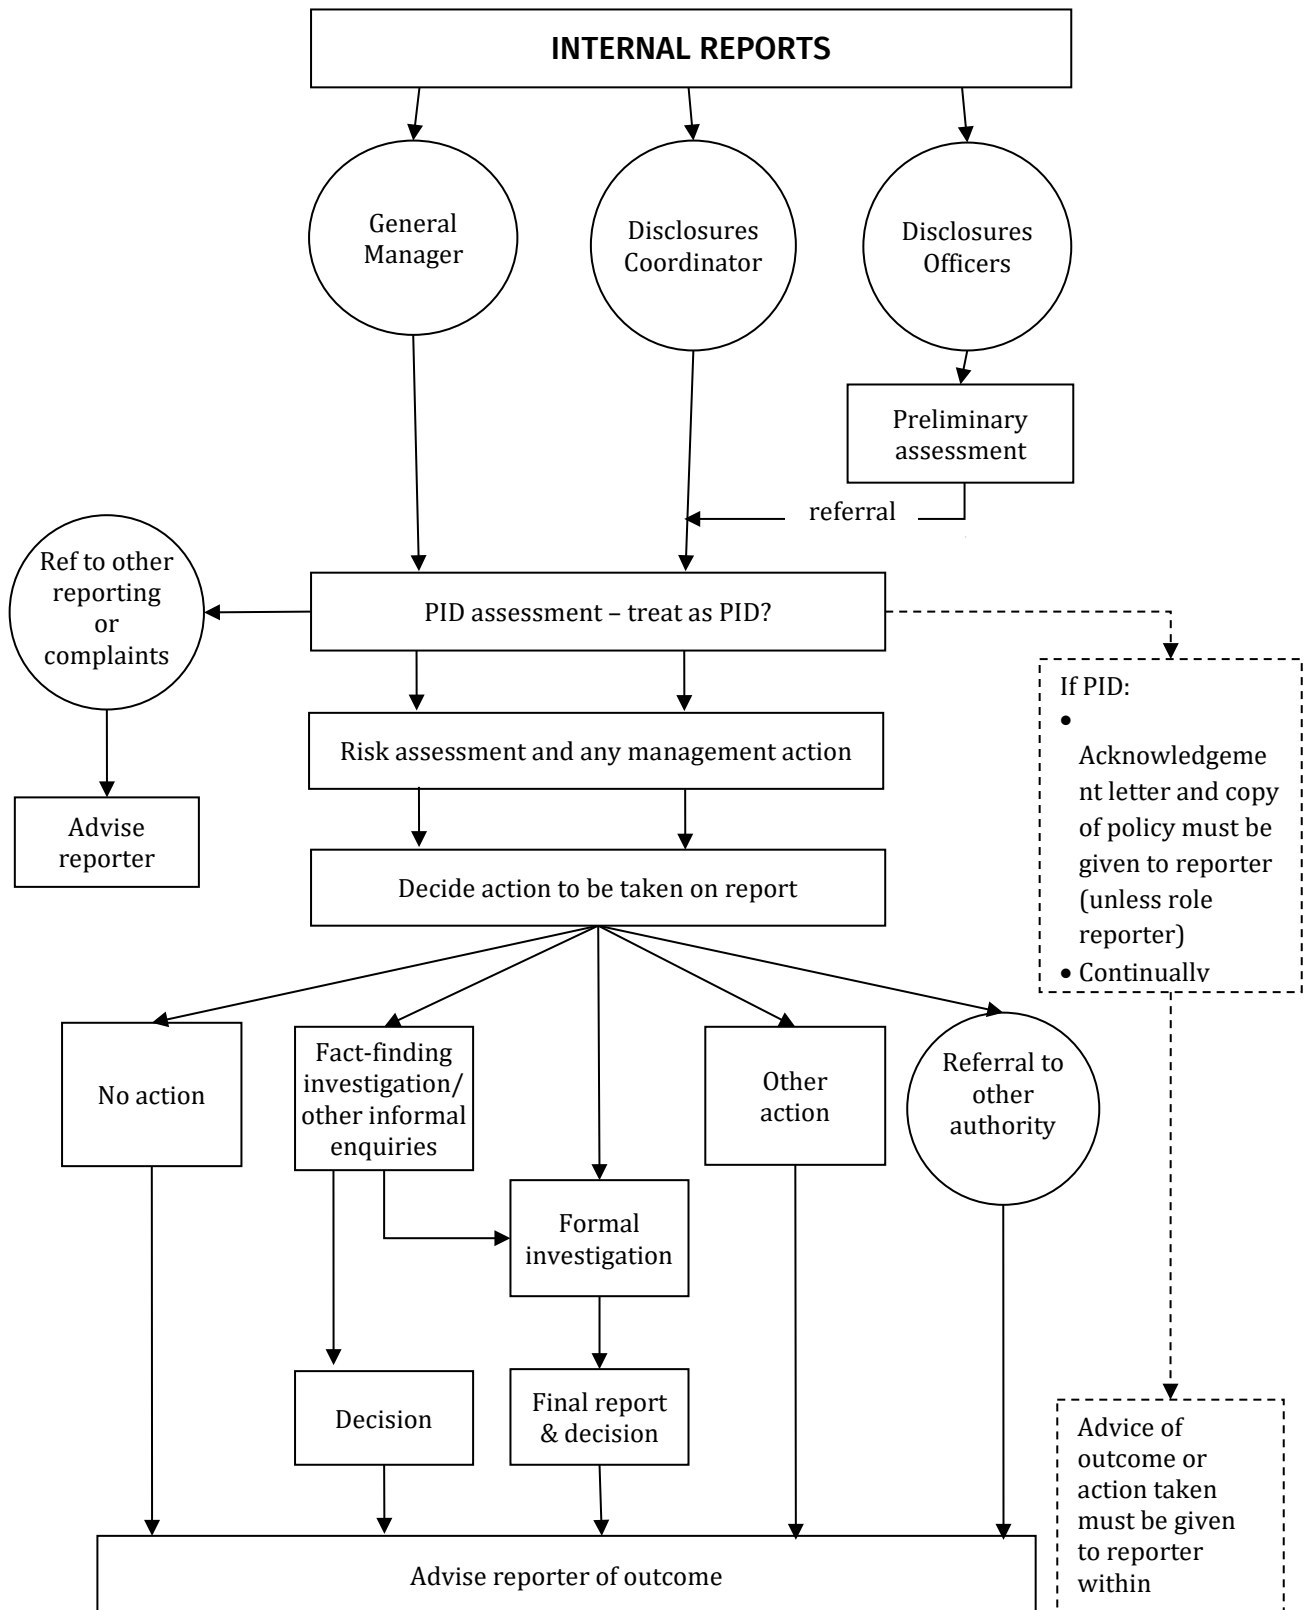 INTERNAL REPORTS
General
Manager
Disclosures
Coordinator
Disclosures
Officers
Preliminary
assessment
referral
Ref to other
reporting
or
complaints
PID assessment – treat as PID?
If PID:
•
Acknowledgeme
nt letter and copy
of policy must be
given to reporter
(unless role
reporter)
• Continually
Risk assessment and any management action
Advise
reporter
Decide action to be taken on report
No action
Fact-finding
investigation/
other informal
enquiries
Other
action
Referral to
other
authority
Formal
investigation
Decision
Final report
& decision
Advice of
outcome or
action taken
must be given
to reporter
within
Advise reporter of outcome